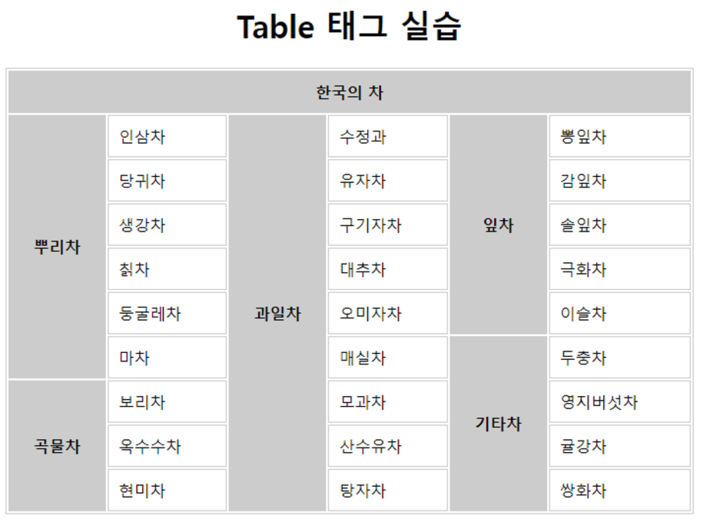 Table 태그 실습
한국의 차
뿌리차 인삼차 과일차 수정과 잎차 뽕잎차
당귀차 유자차 감잎차
생강차 구기자차 솔잎차
칡차 대추차 극화차
둥굴레차 오미자차 이슬차
마차 매실차 기타차 두충차
곡물차 보리차 모과차 영지버섯차
옥수수차 산수유차 귤강차
현미차 탕자차 쌍화차